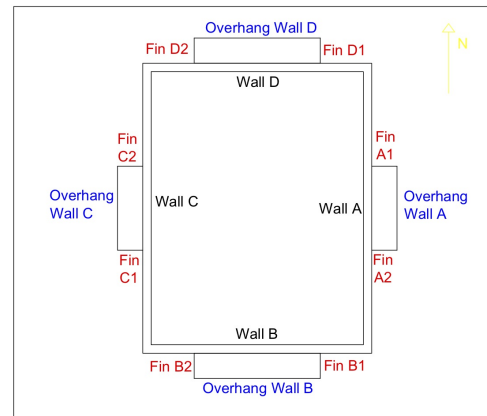 Overhang Wall D
Fin D2
Fin D1
N
Wall D
Fin
C2
Fin
A1
Overhang
Wall C
Wall C
Wall A
Overhang
Wall A
Fin
C1
Fin
A2
Wall B
Fin B2
Fin B1
Overhang Wall B